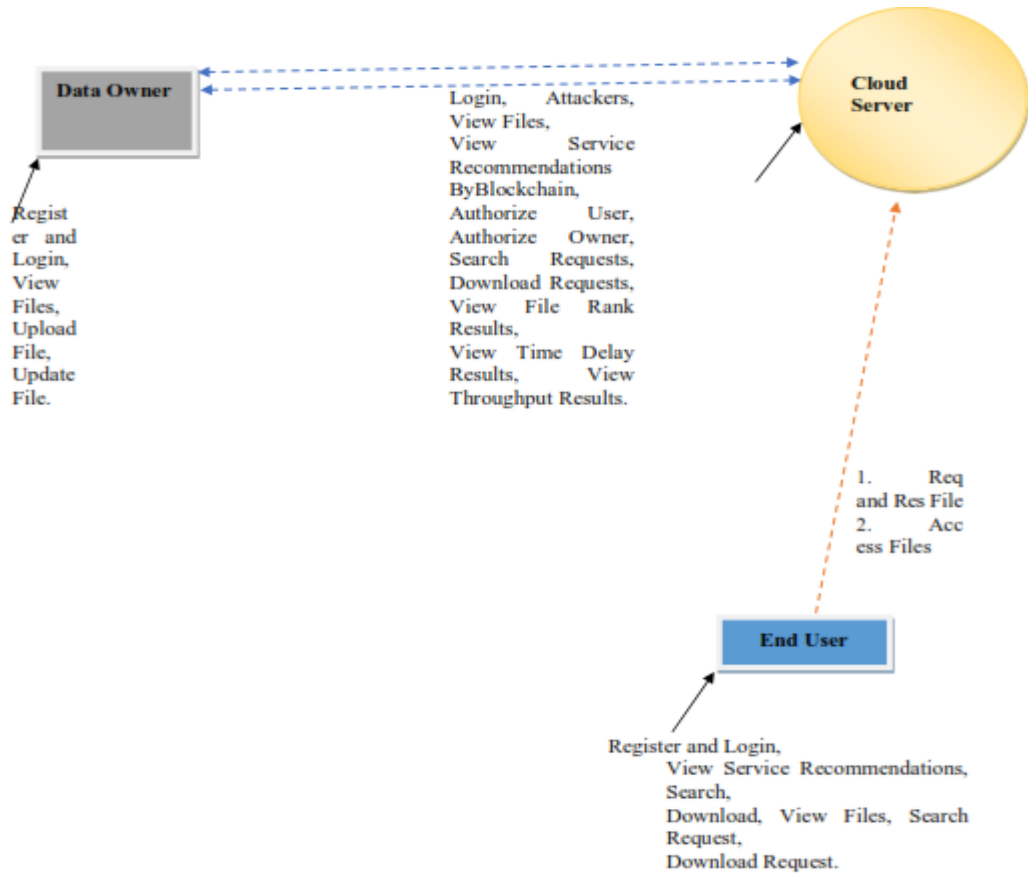 Data Owner
Cloud
Server
Login, Attackers,
View Files,
View Service
Recommendations
ByBlockchain,
Authorize User,
Authorize Owner,
Search Requests,
Download Requests,
View File Rank
Results,
View Time Delay
Results, View
Throughput Results.
Regist
er and
Login,
View
Files,
Upload
File,
Update
File.
1. Req
and Res File
2. Acc
ess Files
End User
Register and Login,
View Service Recommendations,
Search,
Download, View Files, Search
Request,
Download Request.